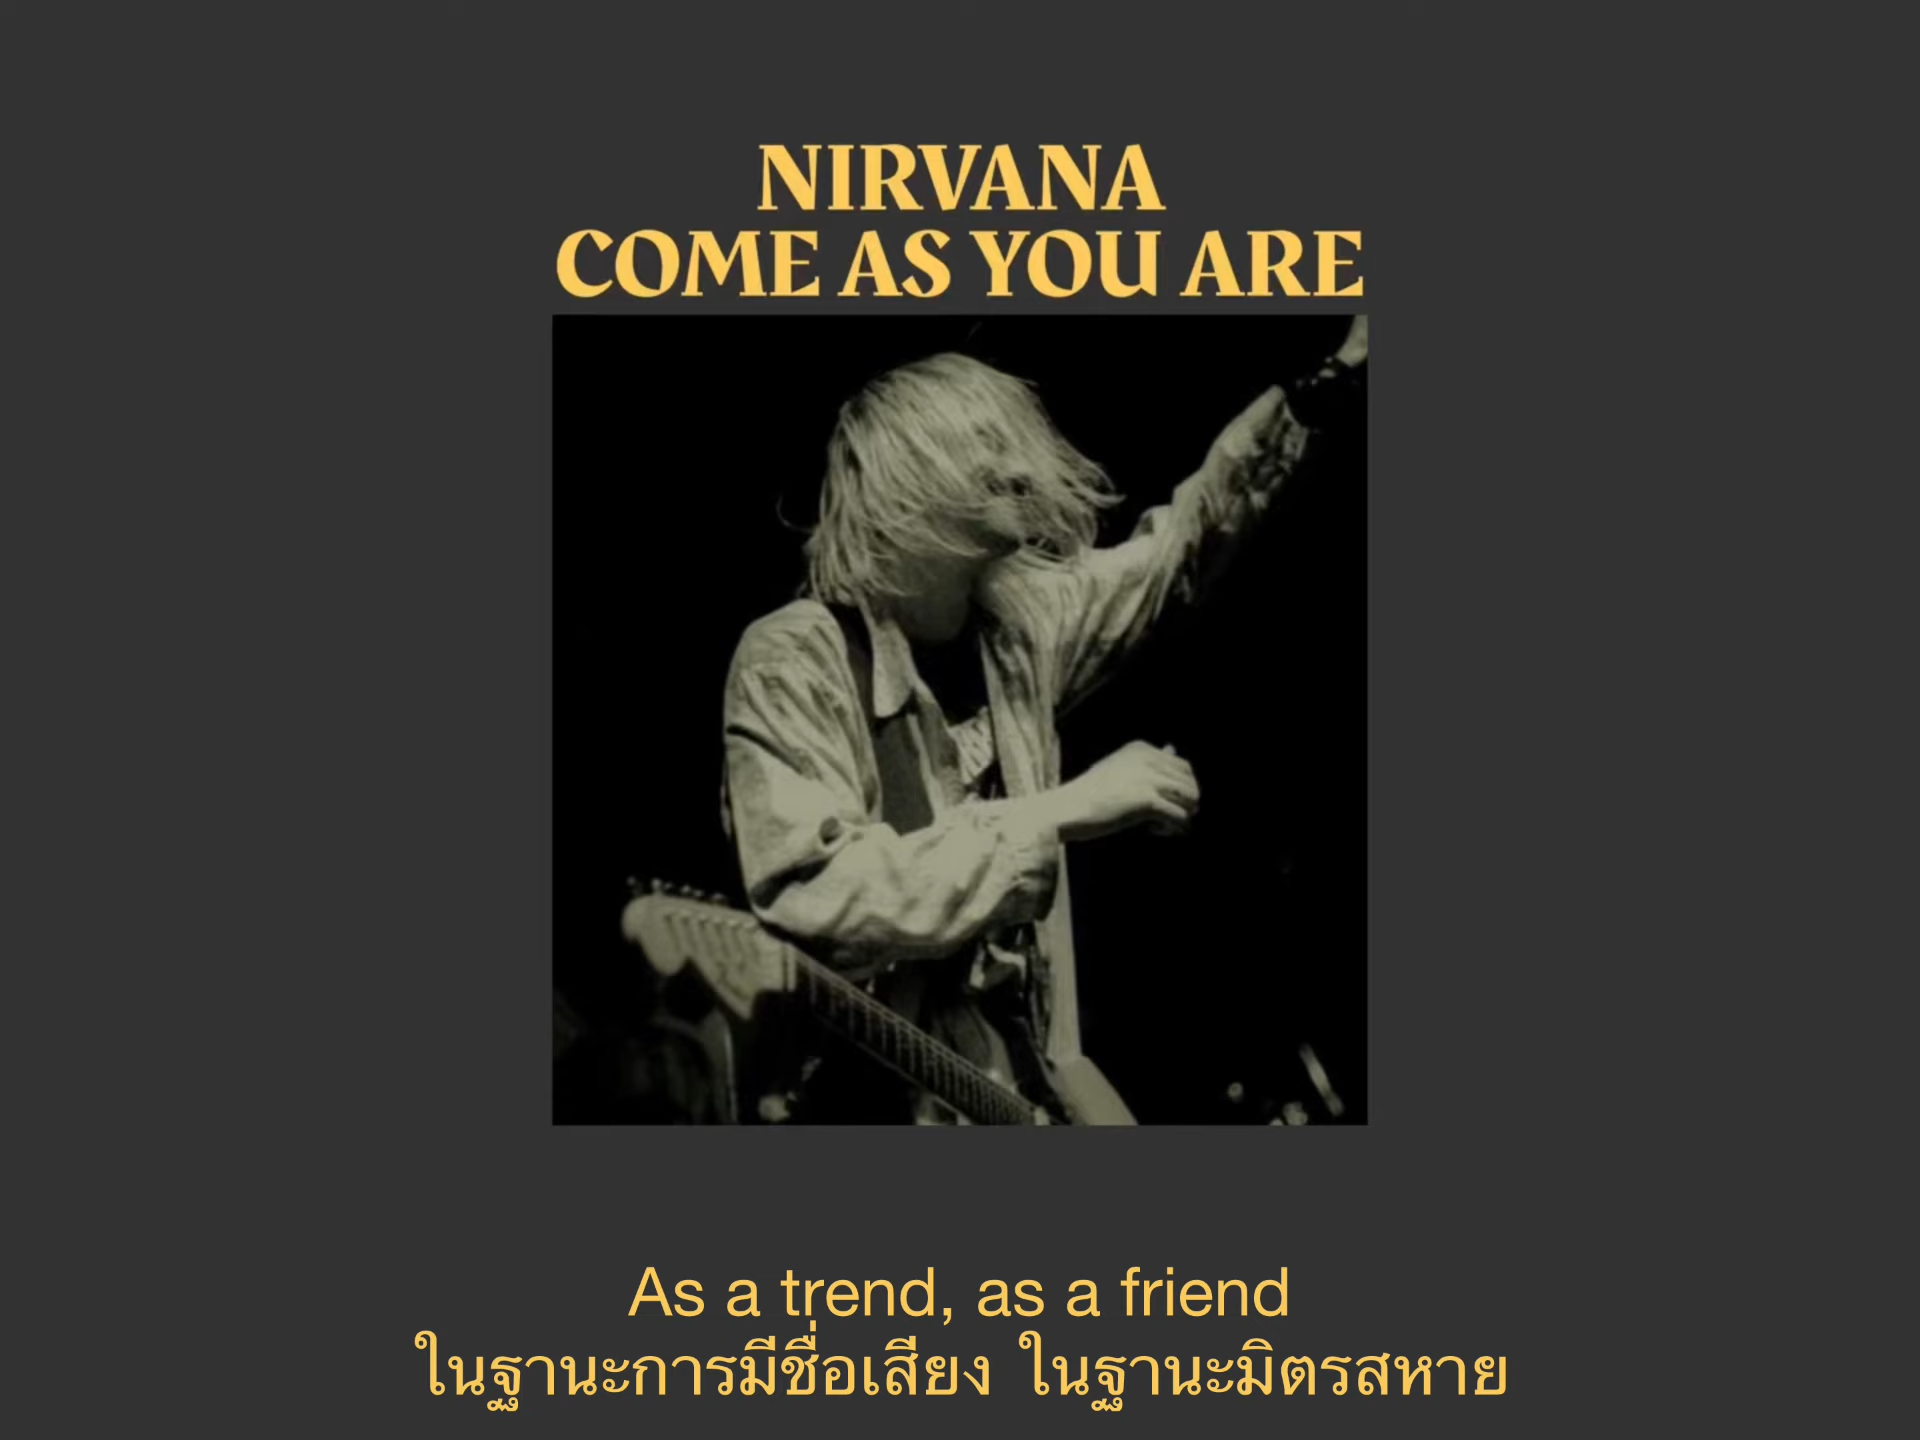 NIRVANA
COME AS YOU ARE
As a trend, as a friend
ในฐานะการมีชื่อเสียง ในฐานะมิตรสหาย